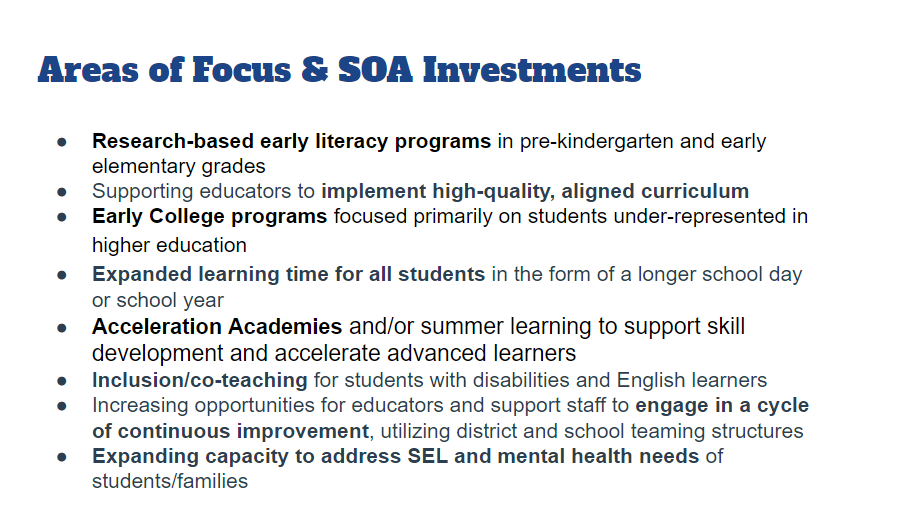 Areas of Focus & SOA Investments
● Research-based early literacy programs in pre-kindergarten and early
elementary grades
● Supporting educators to implement high-quality, aligned curriculum
● Early College programs focused primarily on students under-represented in
higher education
● Expanded learning time for all students in the form of a longer school day
or school year
● Acceleration Academies and/or summer learning to support skill
development and accelerate advanced learners
● Inclusion/co-teaching for students with disabilities and English learners
● Increasing opportunities for educators and support staff to engage in a cycle
of continuous improvement, utilizing district and school teaming structures
● Expanding capacity to address SEL and mental health needs of
students/families